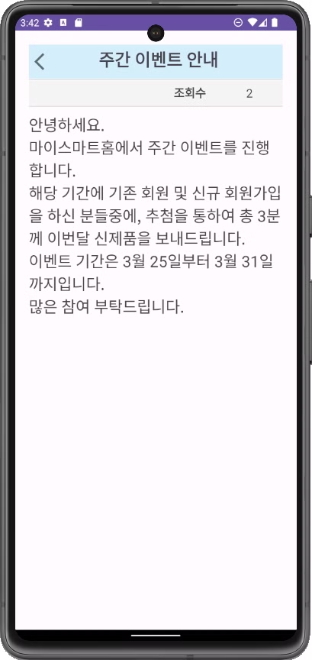 3:42
주간 이벤트 안내
조회수 2
안녕하세요.
마이스마트홈에서 주간 이벤트를 진행
합니다.
해당 기간에 기존 회원 및 신규 회원가입
을 하신 분들중에, 추첨을 통하여 총 3분
께 이번달 신제품을 보내드립니다.
이벤트 기간은 3월 25일부터 3월 31일
까지입니다.
많은 참여 부탁드립니다.